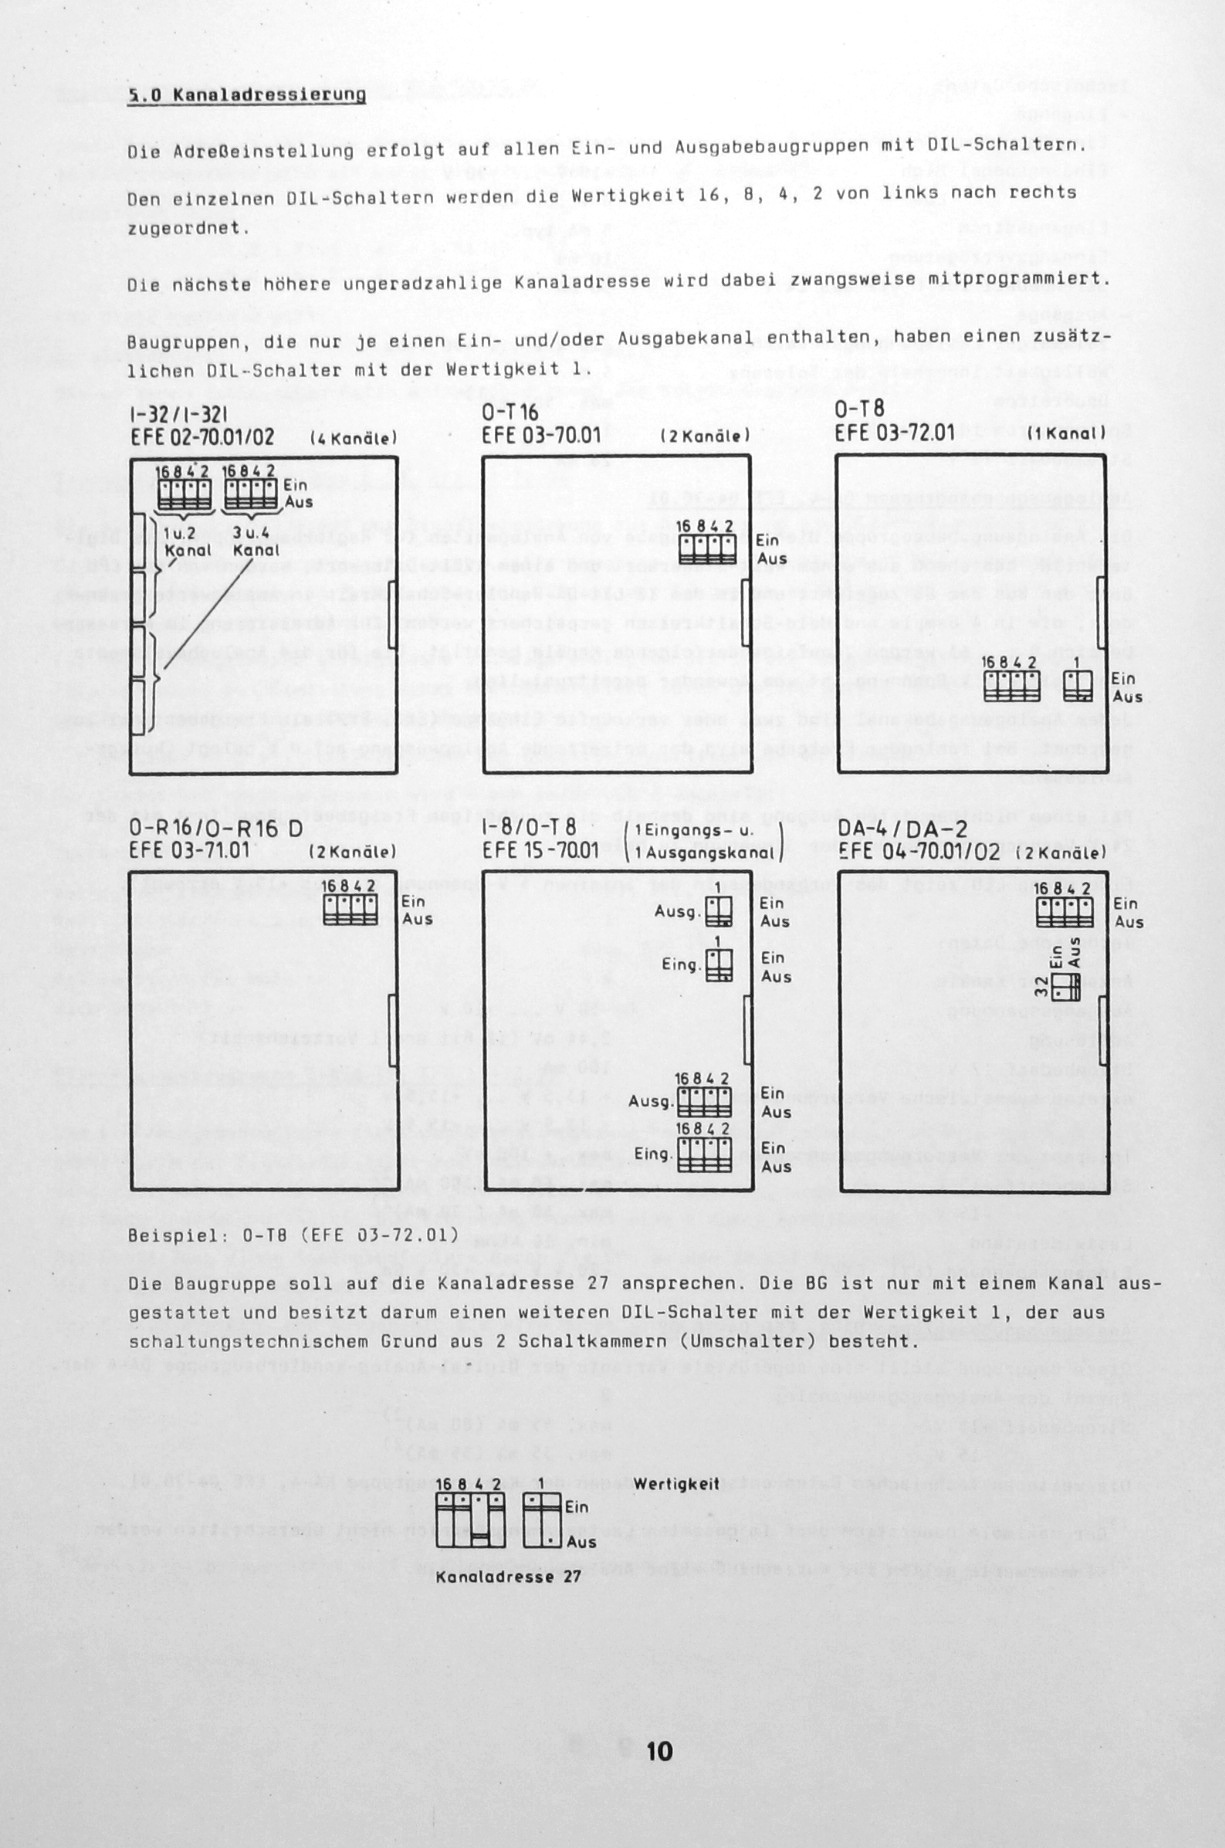 5.0 Kanaladressierung
Die Adreßeinstellung erfolgt auf allen Ein- und Ausgabebaugruppen mit DIL-Schaltern.
Den einzelnen DIL-Schaltern werden die Wertigkeit 16, 8, 4, 2 von links nach rechts
zugeordnet.
Die nächste höhere ungeradzahlige Kanaladresse wird dabei zwangsweise mitprogrammiert.
Baugruppen, die nur je einen Ein- und/oder Ausgabekanal enthalten, haben einen zusätz-
lichen DIL-Schalter mit der Wertigkeit 1.
I-32/I-32I
EFE 02-70.01/02 (4 Kanäle)
16 8 4 2 16 8 4 2
Ein
Aus
1 u. 2 3 u. 4
Kanal Kanal
O-T16
EFE 03-70.01 (2 Kanäle)
16 8 4 2
Ein
Aus
O-T8
EFE 03-72.01 (1 Kanal)
16 8 4 2 1
Ein
Aus
O-R16/O-R16 D
EFE 03-71.01 (2 Kanäle)
16 8 4 2
Ein
Aus
I-8/O-T8 (1 Eingangs- u.
EFE 15-70.01 1 Ausgangskanal)
1
Ausg. Ein
Aus
1
Eing. Ein
Aus
16 8 4 2
Ausg. Ein
Aus
16 8 4 2
Eing. Ein
Aus
DA-4/DA-2
EFE 04-70.01/02 (2 Kanäle)
16 8 4 2
Ein
Aus
Ein
Aus
32
Beispiel: O-T8 (EFE 03-72.01)
Die Baugruppe soll auf die Kanaladresse 27 ansprechen. Die BG ist nur mit einem Kanal aus-
gestattet und besitzt darum einen weiteren DIL-Schalter mit der Wertigkeit 1, der aus
schaltungstechnischem Grund aus 2 Schaltkammern (Umschalter) besteht.
16 8 4 2 1 Wertigkeit
Ein
Aus
Kanaladresse 27
10